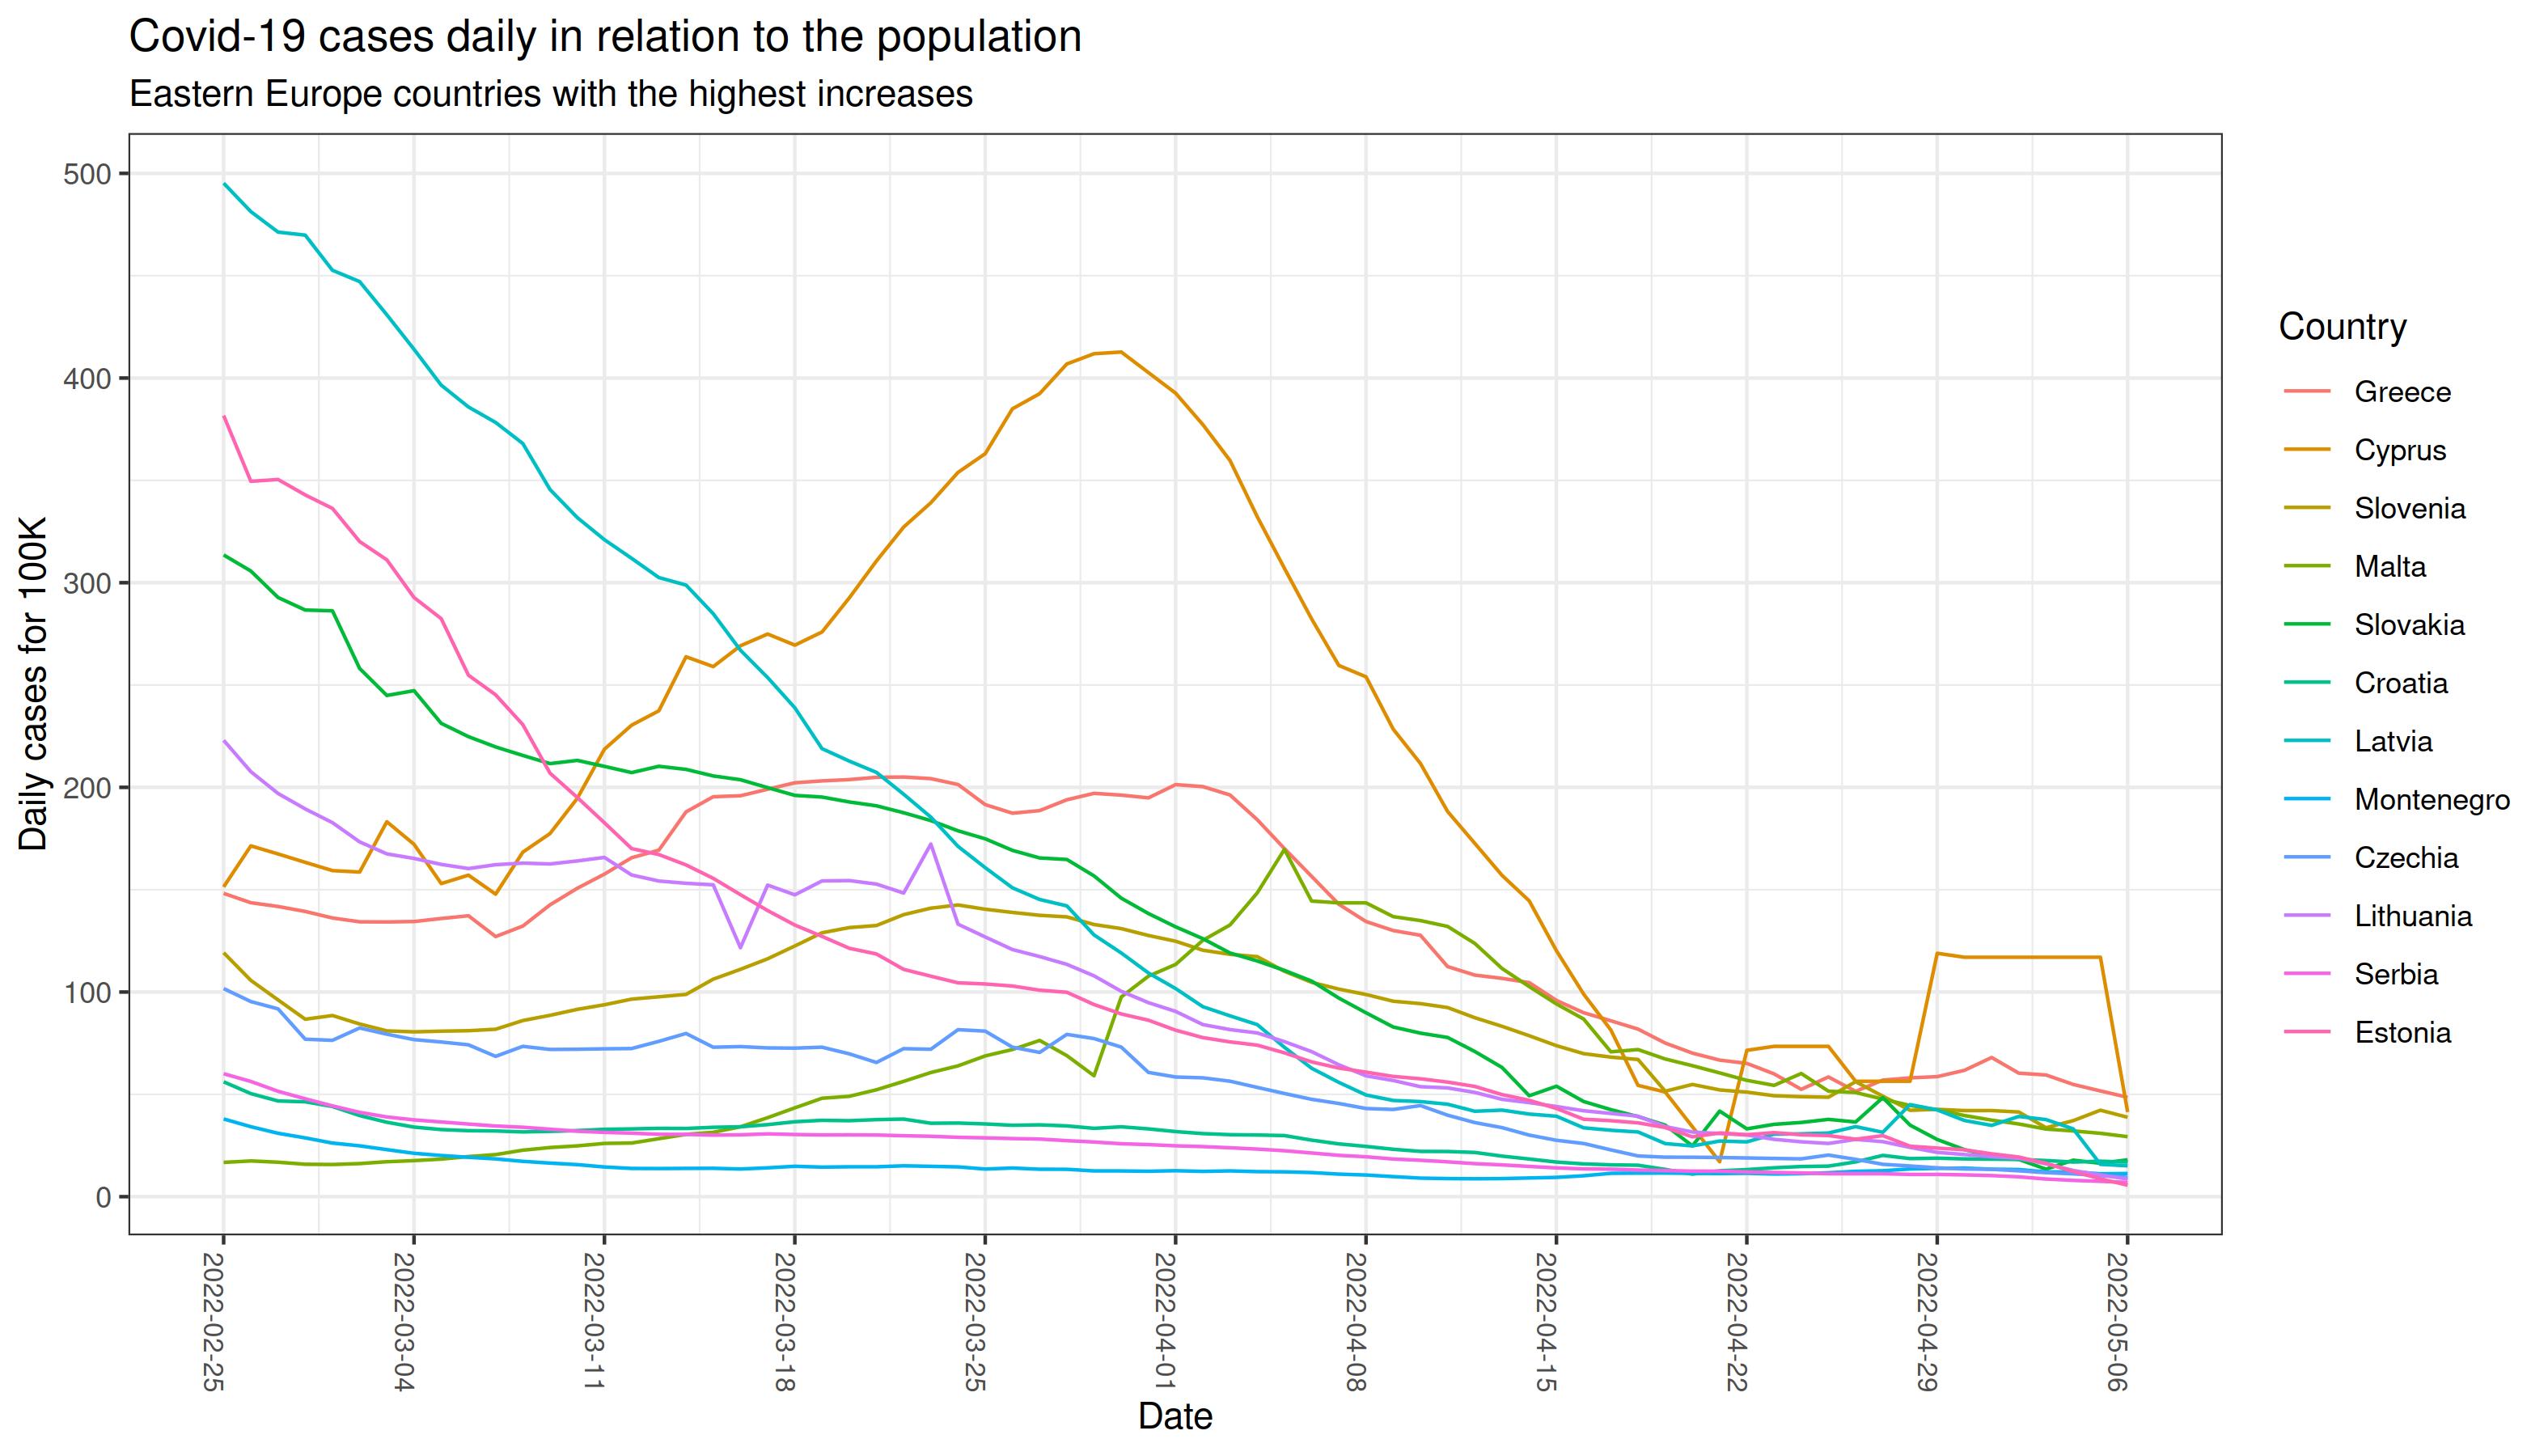 Covid-19 cases daily in relation to the population
Eastern Europe countries with the highest increases
Daily cases for 100K
500
400
300
200
100
0
2022-02-25
2022-03-04
2022-03-11
2022-03-18
2022-03-25
2022-04-01
2022-04-08
2022-04-15
2022-04-22
2022-04-29
2022-05-06
Date
Country
Greece
Cyprus
Slovenia
Malta
Slovakia
Croatia
Latvia
Montenegro
Czechia
Lithuania
Serbia
Estonia